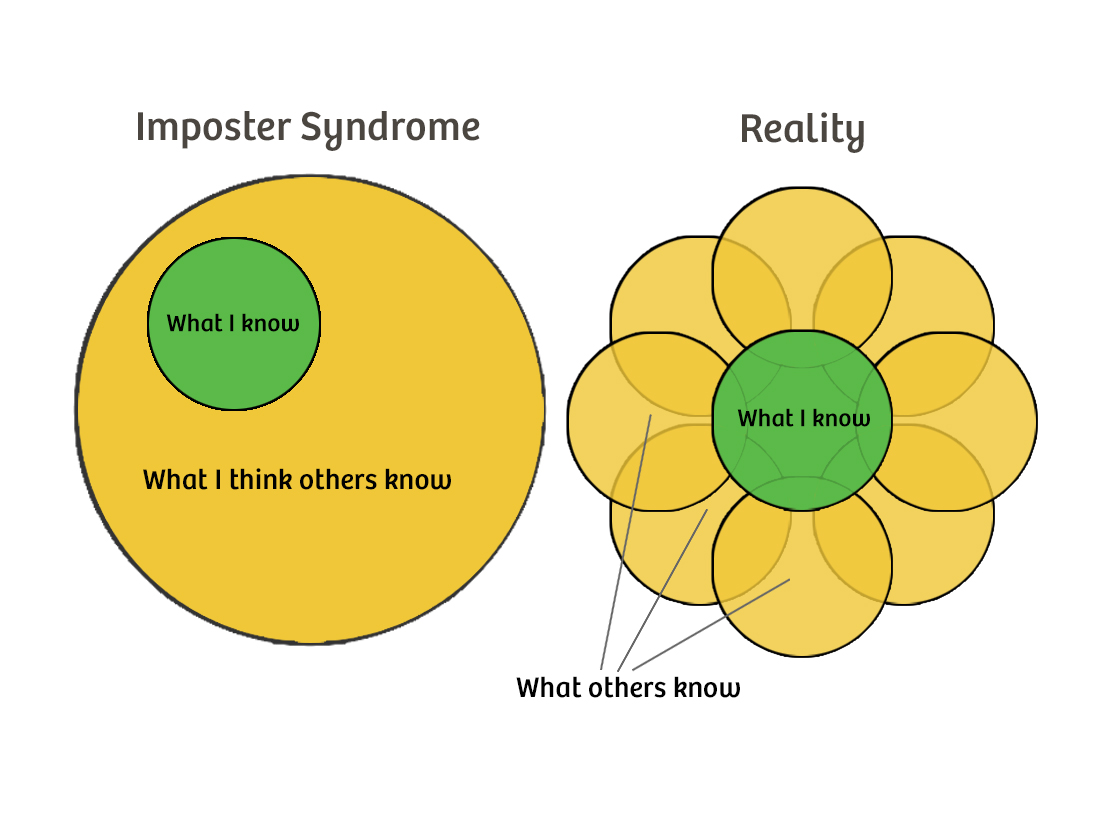 Imposter Syndrome
Reality
What I know
What I think others know
What I know
What others know